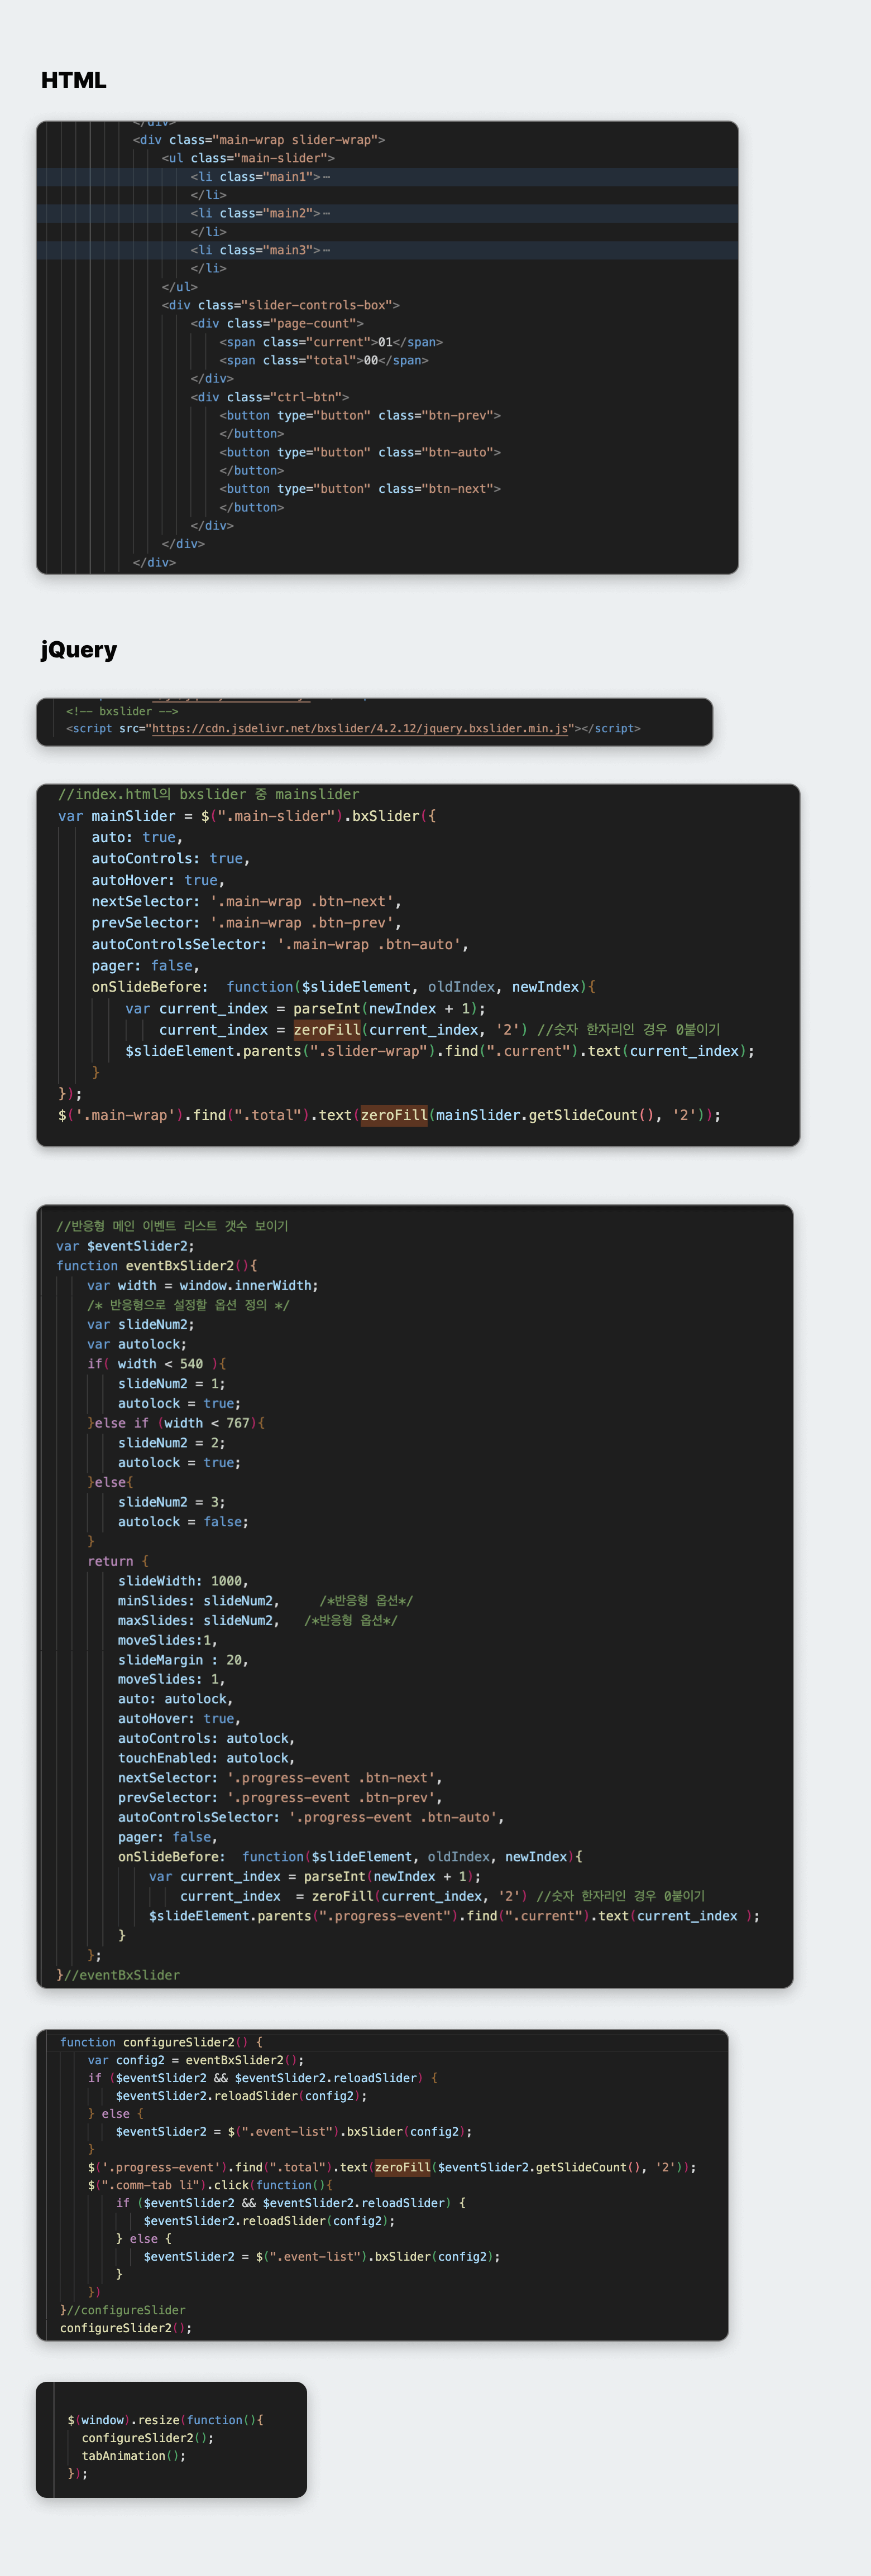 HTML
</div>
<div class="main-wrap slider-wrap">
<ul class="main-slider">
<li class="main1">⋯
</li>
<li class="main2">⋯
</li>
<li class="main3">⋯
</li>
</ul>
<div class="slider-controls-box">
<div class="page-count">
<span class="current">01</span>
<span class="total">00</span>
</div>
<div class="ctrl-btn">
<button type="button" class="btn-prev">
</button>
<button type="button" class="btn-auto">
</button>
<button type="button" class="btn-next">
</button>
</div>
</div>
</div>
jQuery
<!-- bxslider -->
<script src="https://cdn.jsdelivr.net/bxslider/4.2.12/jquery.bxslider.min.js"></script>
//index.html의 bxslider 중 mainslider
var mainSlider = $(".main-slider").bxSlider({
auto: true,
autoControls: true,
autoHover: true,
nextSelector: '.main-wrap .btn-next',
prevSelector: '.main-wrap .btn-prev',
autoControlsSelector: '.main-wrap .btn-auto',
pager: false,
onSlideBefore:  function($slideElement, oldIndex, newIndex){
var current_index = parseInt(newIndex + 1);
current_index = zeroFill(current_index, '2') //숫자 한자리인 경우 0붙이기
$slideElement.parents(".slider-wrap").find(".current").text(current_index);
}
});
$('.main-wrap').find(".total").text(zeroFill(mainSlider.getSlideCount(), '2'));
//반응형 메인 이벤트 리스트 갯수 보이기
var $eventSlider2;
function eventBxSlider2(){
var width = window.innerWidth;
/* 반응형으로 설정할 옵션 정의 */
var slideNum2;
var autolock;
if( width < 540 ){
slideNum2 = 1;
autolock = true;
}else if (width < 767){
slideNum2 = 2;
autolock = true;
}else{
slideNum2 = 3;
autolock = false;
}
return {
slideWidth: 1000,
minSlides: slideNum2,     /*반응형 옵션*/
maxSlides: slideNum2,   /*반응형 옵션*/
moveSlides:1,
slideMargin : 20,
moveSlides: 1,
auto: autolock,
autoHover: true,
autoControls: autolock,
touchEnabled: autolock,
nextSelector: '.progress-event .btn-next',
prevSelector: '.progress-event .btn-prev',
autoControlsSelector: '.progress-event .btn-auto',
pager: false,
onSlideBefore:  function($slideElement, oldIndex, newIndex){
var current_index = parseInt(newIndex + 1);
current_index  = zeroFill(current_index, '2') //숫자 한자리인 경우 0붙이기
$slideElement.parents(".progress-event").find(".current").text(current_index );
}
};
}//eventBxSlider
function configureSlider2() {
var config2 = eventBxSlider2();
if ($eventSlider2 && $eventSlider2.reloadSlider) {
$eventSlider2.reloadSlider(config2);
} else {
$eventSlider2 = $(".event-list").bxSlider(config2);
}
$('.progress-event').find(".total").text(zeroFill($eventSlider2.getSlideCount(), '2'));
$(".comm-tab li").click(function(){
if ($eventSlider2 && $eventSlider2.reloadSlider) {
$eventSlider2.reloadSlider(config2);
} else {
$eventSlider2 = $(".event-list").bxSlider(config2);
}
})
}//configureSlider
configureSlider2();
$(window).resize(function(){
configureSlider2();
tabAnimation();
});